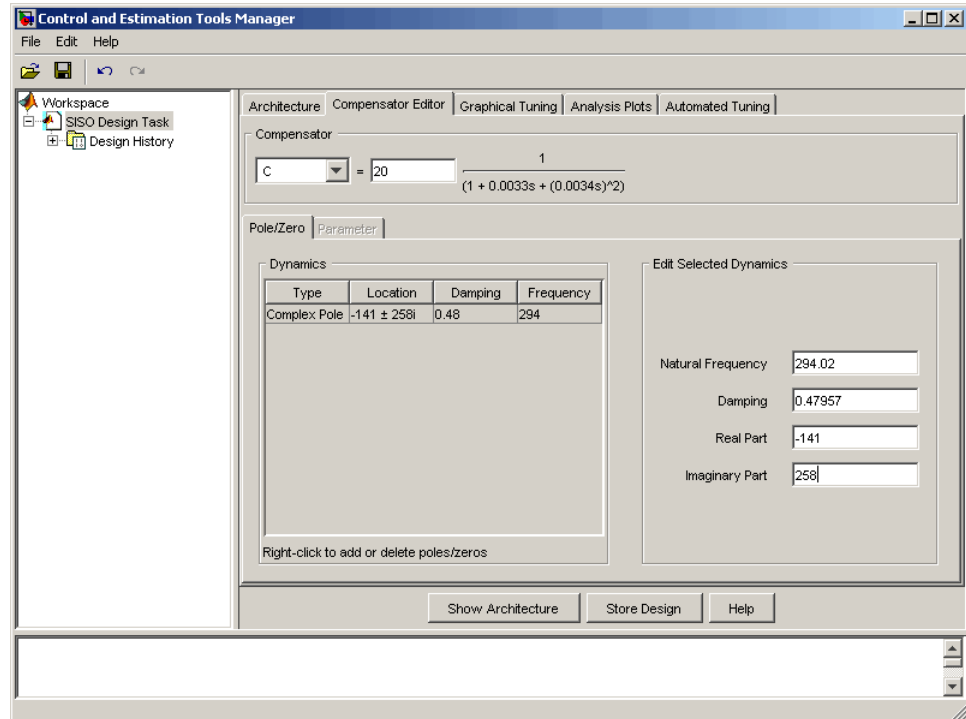 Control and Estimation Tools Manager
File Edit Help
Workspace
SISO Design Task
Design History
Architecture Compensator Editor Graphical Tuning Analysis Plots Automated Tuning
Compensator
C = 20
1
(1 + 0.0033s + (0.0034s)^2)
Pole/Zero Parameter
Dynamics
Type Location Damping Frequency
Complex Pole -141 ± 258i 0.48 294
Right-click to add or delete poles/zeros
Edit Selected Dynamics
Natural Frequency 294.02
Damping 0.47957
Real Part -141
Imaginary Part 258
Show Architecture Store Design Help